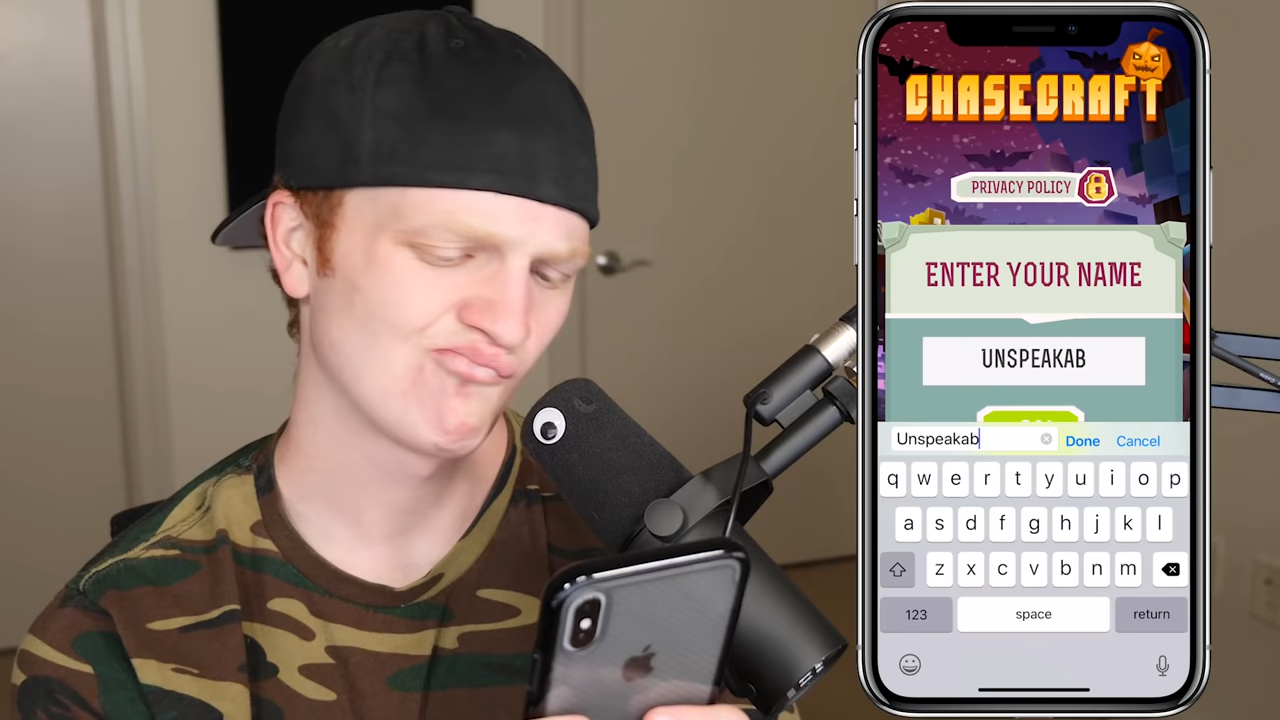 CHASECRAFT
PRIVACY POLICY
ENTER YOUR NAME
UNSPEAKAB
Unspeakab
Done
Cancel
q w e r t y u i o p
a s d f g h j k l
z x c v b n m
123
space
return